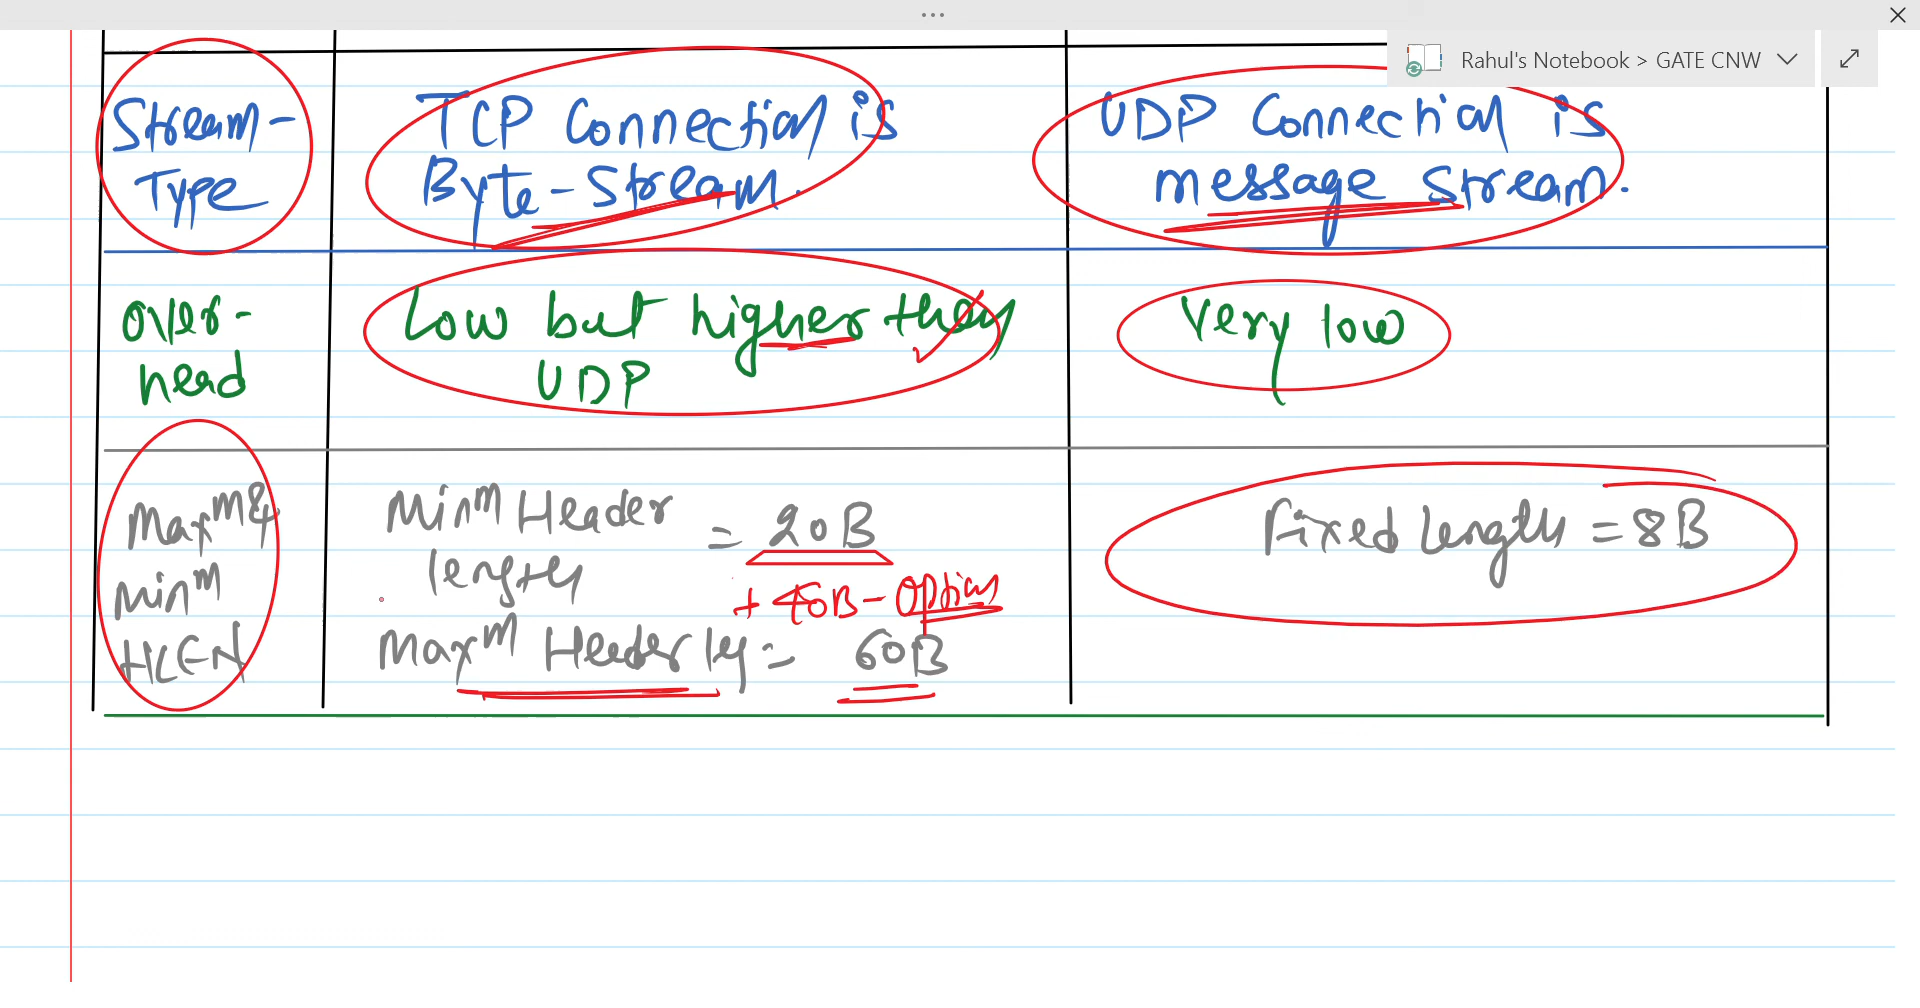 Rahul's Notebook > GATE CNW
Stream-
Type
TCP Connection is
Byte-Stream.
UDP Connection is
message stream.
over-
head
Low but higher then
UDP
Very low
Maxᵐ &
Minᵐ
HLEN
Minᵐ Header
length
= 20B
+ 40B - Options
Maxᵐ Header leg = 60B
Fixed length = 8B